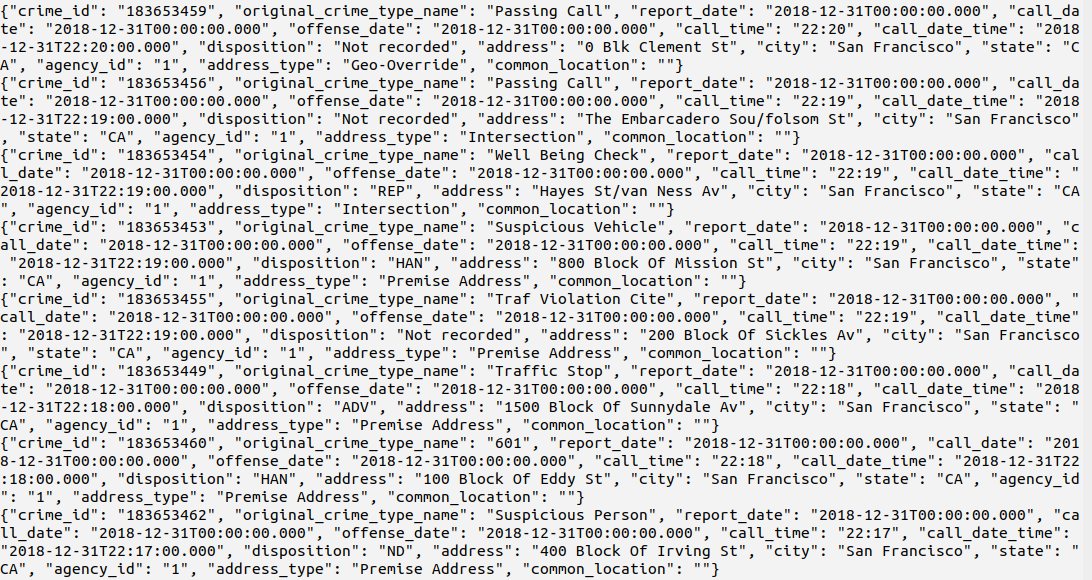 {"crime_id": "183653459", "original_crime_type_name": "Passing Call", "report_date": "2018-12-31T00:00:00.000", "call_da
te": "2018-12-31T00:00:00.000", "offense_date": "2018-12-31T00:00:00.000", "call_time": "22:20", "call_date_time": "2018
-12-31T22:20:00.000", "disposition": "Not recorded", "address": "0 Blk Clement St", "city": "San Francisco", "state": "C
A", "agency_id": "1", "address_type": "Geo-Override", "common_location": ""}
{"crime_id": "183653456", "original_crime_type_name": "Passing Call", "report_date": "2018-12-31T00:00:00.000", "call_da
te": "2018-12-31T00:00:00.000", "offense_date": "2018-12-31T00:00:00.000", "call_time": "22:19", "call_date_time": "2018
-12-31T22:19:00.000", "disposition": "Not recorded", "address": "The Embarcadero Sou/folsom St", "city": "San Francisco"
, "state": "CA", "agency_id": "1", "address_type": "Intersection", "common_location": ""}
{"crime_id": "183653454", "original_crime_type_name": "Well Being Check", "report_date": "2018-12-31T00:00:00.000", "cal
l_date": "2018-12-31T00:00:00.000", "offense_date": "2018-12-31T00:00:00.000", "call_time": "22:19", "call_date_time": "
2018-12-31T22:19:00.000", "disposition": "REP", "address": "Hayes St/van Ness Av", "city": "San Francisco", "state": "CA
", "agency_id": "1", "address_type": "Intersection", "common_location": ""}
{"crime_id": "183653453", "original_crime_type_name": "Suspicious Vehicle", "report_date": "2018-12-31T00:00:00.000", "c
all_date": "2018-12-31T00:00:00.000", "offense_date": "2018-12-31T00:00:00.000", "call_time": "22:19", "call_date_time":
 "2018-12-31T22:19:00.000", "disposition": "HAN", "address": "800 Block Of Mission St", "city": "San Francisco", "state"
: "CA", "agency_id": "1", "address_type": "Premise Address", "common_location": ""}
{"crime_id": "183653455", "original_crime_type_name": "Traf Violation Cite", "report_date": "2018-12-31T00:00:00.000", "
call_date": "2018-12-31T00:00:00.000", "offense_date": "2018-12-31T00:00:00.000", "call_time": "22:19", "call_date_time"
: "2018-12-31T22:19:00.000", "disposition": "Not recorded", "address": "200 Block Of Sickles Av", "city": "San Francisco
", "state": "CA", "agency_id": "1", "address_type": "Premise Address", "common_location": ""}
{"crime_id": "183653449", "original_crime_type_name": "Traffic Stop", "report_date": "2018-12-31T00:00:00.000", "call_da
te": "2018-12-31T00:00:00.000", "offense_date": "2018-12-31T00:00:00.000", "call_time": "22:18", "call_date_time": "2018
-12-31T22:18:00.000", "disposition": "ADV", "address": "1500 Block Of Sunnydale Av", "city": "San Francisco", "state": "
CA", "agency_id": "1", "address_type": "Premise Address", "common_location": ""}
{"crime_id": "183653460", "original_crime_type_name": "601", "report_date": "2018-12-31T00:00:00.000", "call_date": "201
8-12-31T00:00:00.000", "offense_date": "2018-12-31T00:00:00.000", "call_time": "22:18", "call_date_time": "2018-12-31T22
:18:00.000", "disposition": "HAN", "address": "100 Block Of Eddy St", "city": "San Francisco", "state": "CA", "agency_id
": "1", "address_type": "Premise Address", "common_location": ""}
{"crime_id": "183653462", "original_crime_type_name": "Suspicious Person", "report_date": "2018-12-31T00:00:00.000", "ca
ll_date": "2018-12-31T00:00:00.000", "offense_date": "2018-12-31T00:00:00.000", "call_time": "22:17", "call_date_time": 
"2018-12-31T22:17:00.000", "disposition": "ND", "address": "400 Block Of Irving St", "city": "San Francisco", "state": "
CA", "agency_id": "1", "address_type": "Premise Address", "common_location": ""}